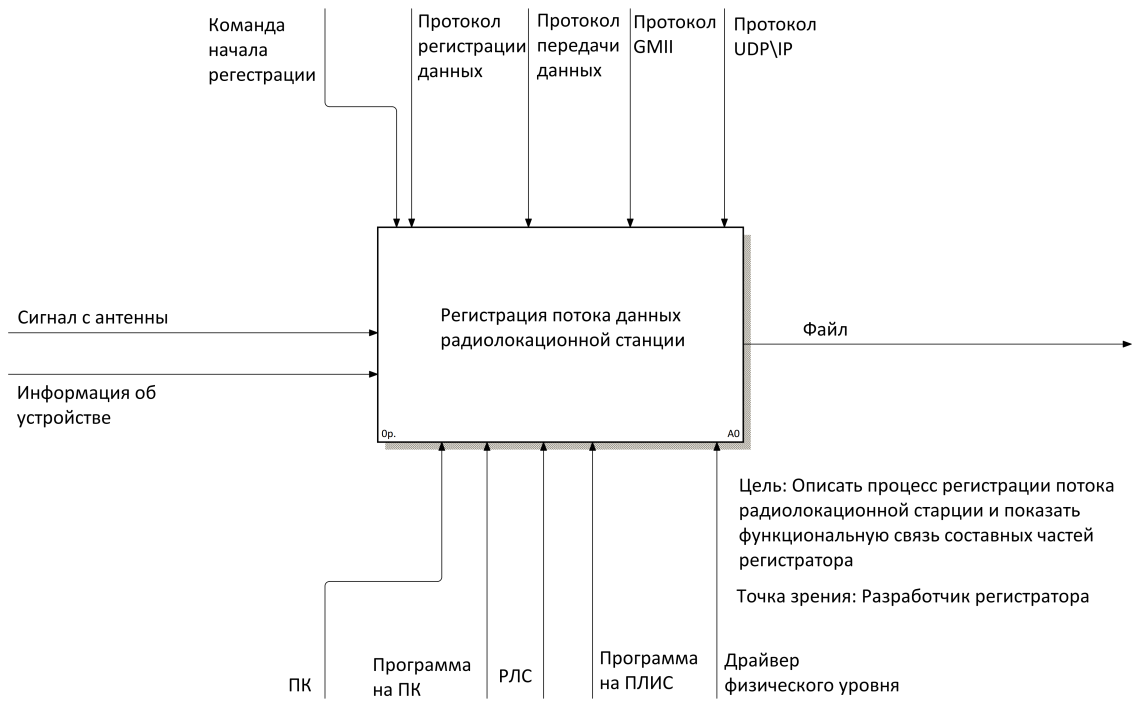 Команда
начала
регестрации
Протокол
регистрации
данных
Протокол
передачи
данных
Протокол
GMII
Протокол
UDP\IP
Сигнал с антенны
Информация об
устройстве
Регистрация потока данных
радиолокационной станции
0р.
A0
Файл
Цель: Описать процесс регистрации потока
радиолокационной старции и показать
функциональную связь составных частей
регистратора
Точка зрения: Разработчик регистратора
ПК
Программа
на ПК
РЛС
Программа
на ПЛИС
Драйвер
физического уровня